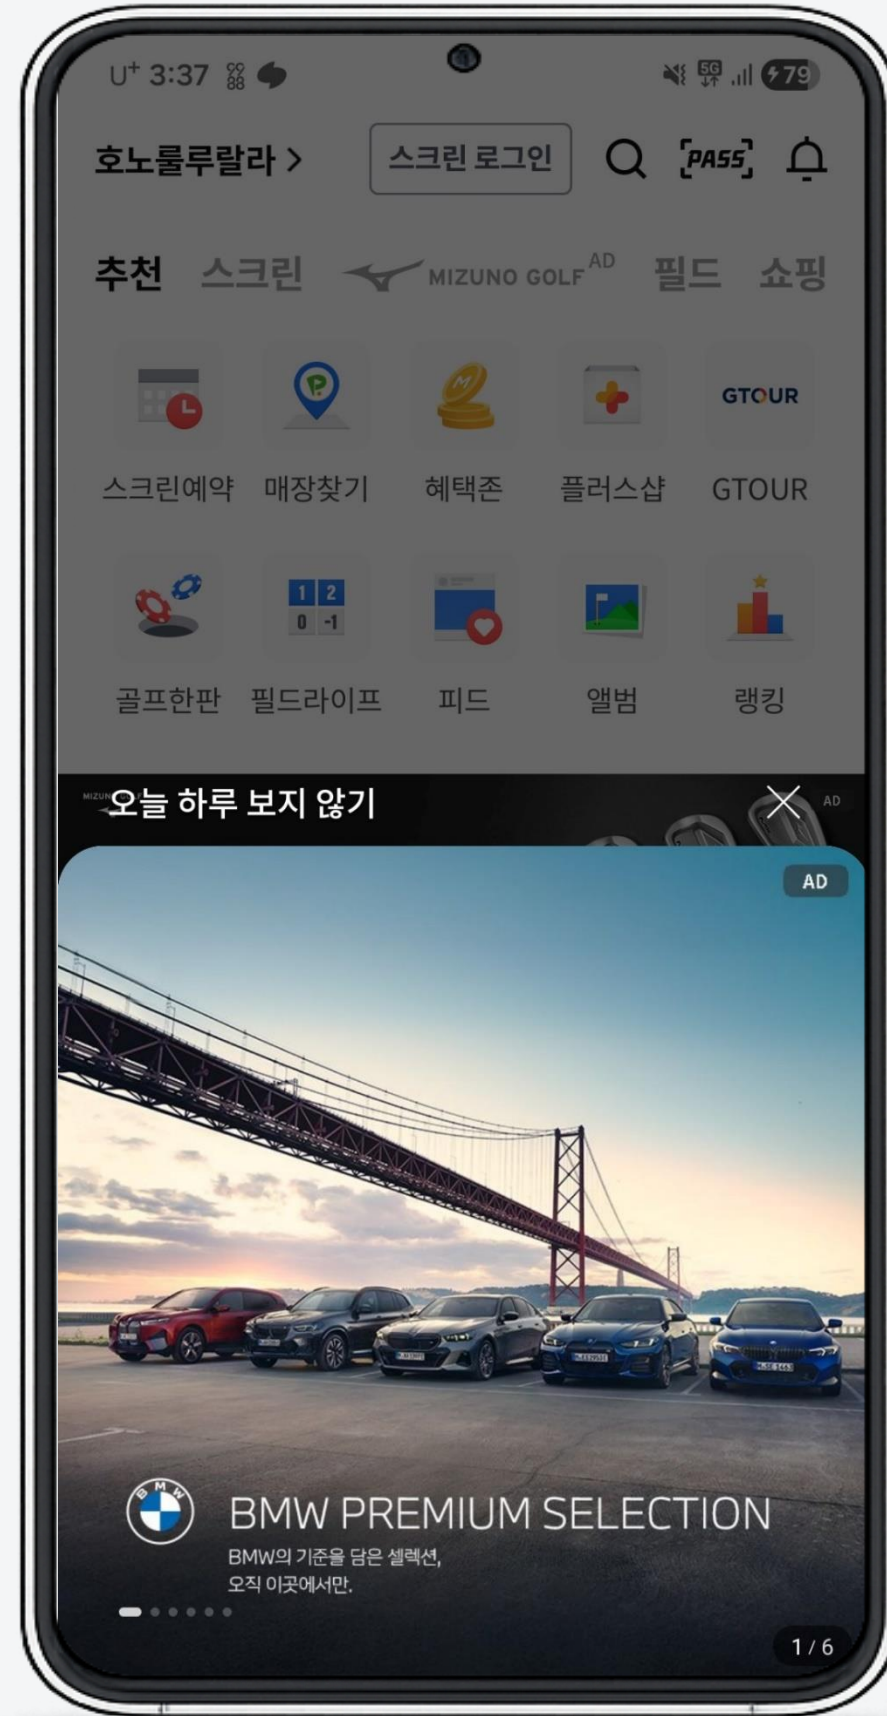 U+ 3:37
5G 79
호노룰루랄라 >
스크린 로그인
PASS
추천 스크린 MIZUNO GOLF AD 필드 쇼핑
P M GTOUR
스크린예약 매장찾기 혜택존 플러스샵 GTOUR
1 2
0 -1
골프한판 필드라이프 피드 앨범 랭킹
오늘 하루 보지 않기
AD
AD
BMW
BMW PREMIUM SELECTION
BMW의 기준을 담은 셀렉션,
오직 이곳에서만.
1 / 6